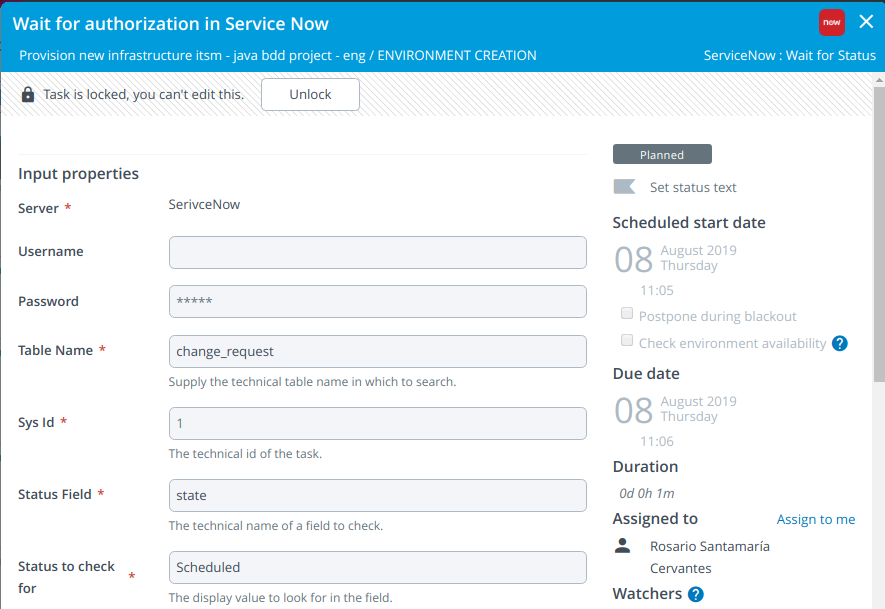 Wait for authorization in Service Now
now
Provision new infrastructure itsm - java bdd project - eng / ENVIRONMENT CREATION
ServiceNow : Wait for Status
Task is locked, you can't edit this.
Unlock
Input properties
Server *
SerivceNow
Username
Password
*****
Table Name *
change_request
Supply the technical table name in which to search.
Sys Id *
1
The technical id of the task.
Status Field *
state
The technical name of a field to check.
Status to check
for *
Scheduled
The display value to look for in the field.
Planned
Set status text
Scheduled start date
08
August 2019
Thursday
11:05
Postpone during blackout
Check environment availability ?
Due date
08
August 2019
Thursday
11:06
Duration
0d 0h 1m
Assigned to
Assign to me
Rosario Santamaría
Cervantes
Watchers ?